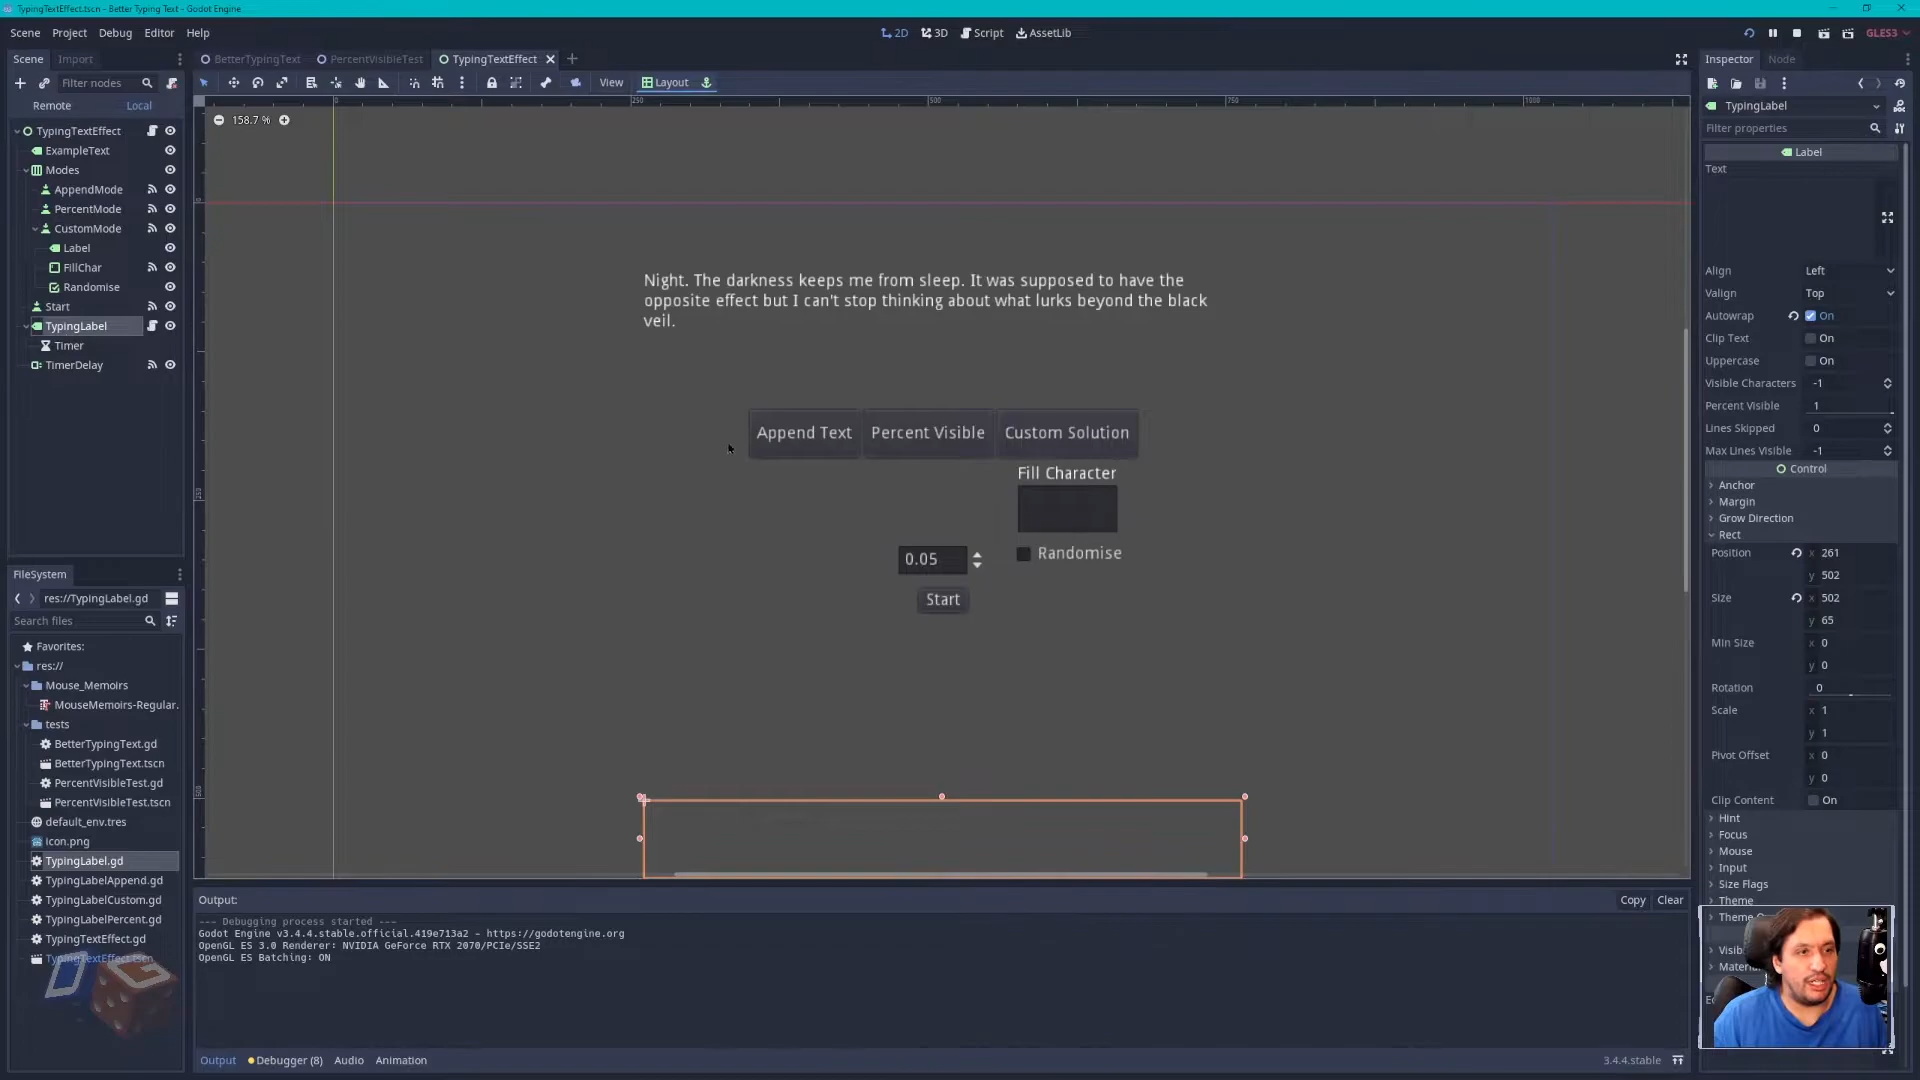 TypingTextEffect.tscn - Better Typing Text - Godot Engine
Scene Project Debug Editor Help
2D 3D Script AssetLib
GLES3
Scene Import
BetterTypingText PercentVisibleTest TypingTextEffect
Inspector Node
Filter nodes
View Layout
Remote Local
TypingLabel
158.7 %
0 250 500 750 1000
Filter properties
TypingTextEffect
ExampleText
Modes
AppendMode
PercentMode
CustomMode
Label
FillChar
Randomise
Start
TypingLabel
Timer
TimerDelay
FileSystem
res://TypingLabel.gd
Search files
Favorites:
res://
Mouse_Memoirs
MouseMemoirs-Regular.
tests
BetterTypingText.gd
BetterTypingText.tscn
PercentVisibleTest.gd
PercentVisibleTest.tscn
default_env.tres
icon.png
TypingLabel.gd
TypingLabelAppend.gd
TypingLabelCustom.gd
TypingLabelPercent.gd
TypingTextEffect.gd
TypingTextEffect.tscn
Night. The darkness keeps me from sleep. It was supposed to have the
opposite effect but I can't stop thinking about what lurks beyond the black
veil.
Append Text Percent Visible Custom Solution
Fill Character
0.05
Randomise
Start
Output:
Copy Clear
--- Debugging process started ---
Godot Engine v3.4.4.stable.official.419e713a2 - https://godotengine.org
OpenGL ES 3.0 Renderer: NVIDIA GeForce RTX 2070/PCIe/SSE2
OpenGL ES Batching: ON
Output Debugger (8) Audio Animation
3.4.4.stable
Label
Text
Align Left
Valign Top
Autowrap On
Clip Text On
Uppercase On
Visible Characters -1
Percent Visible 1
Lines Skipped 0
Max Lines Visible -1
Control
Anchor
Margin
Grow Direction
Rect
Position x 261
y 502
Size x 502
y 65
Min Size x 0
y 0
Rotation 0
Scale x 1
y 1
Pivot Offset x 0
y 0
Clip Content On
Hint
Focus
Mouse
Input
Size Flags
Theme